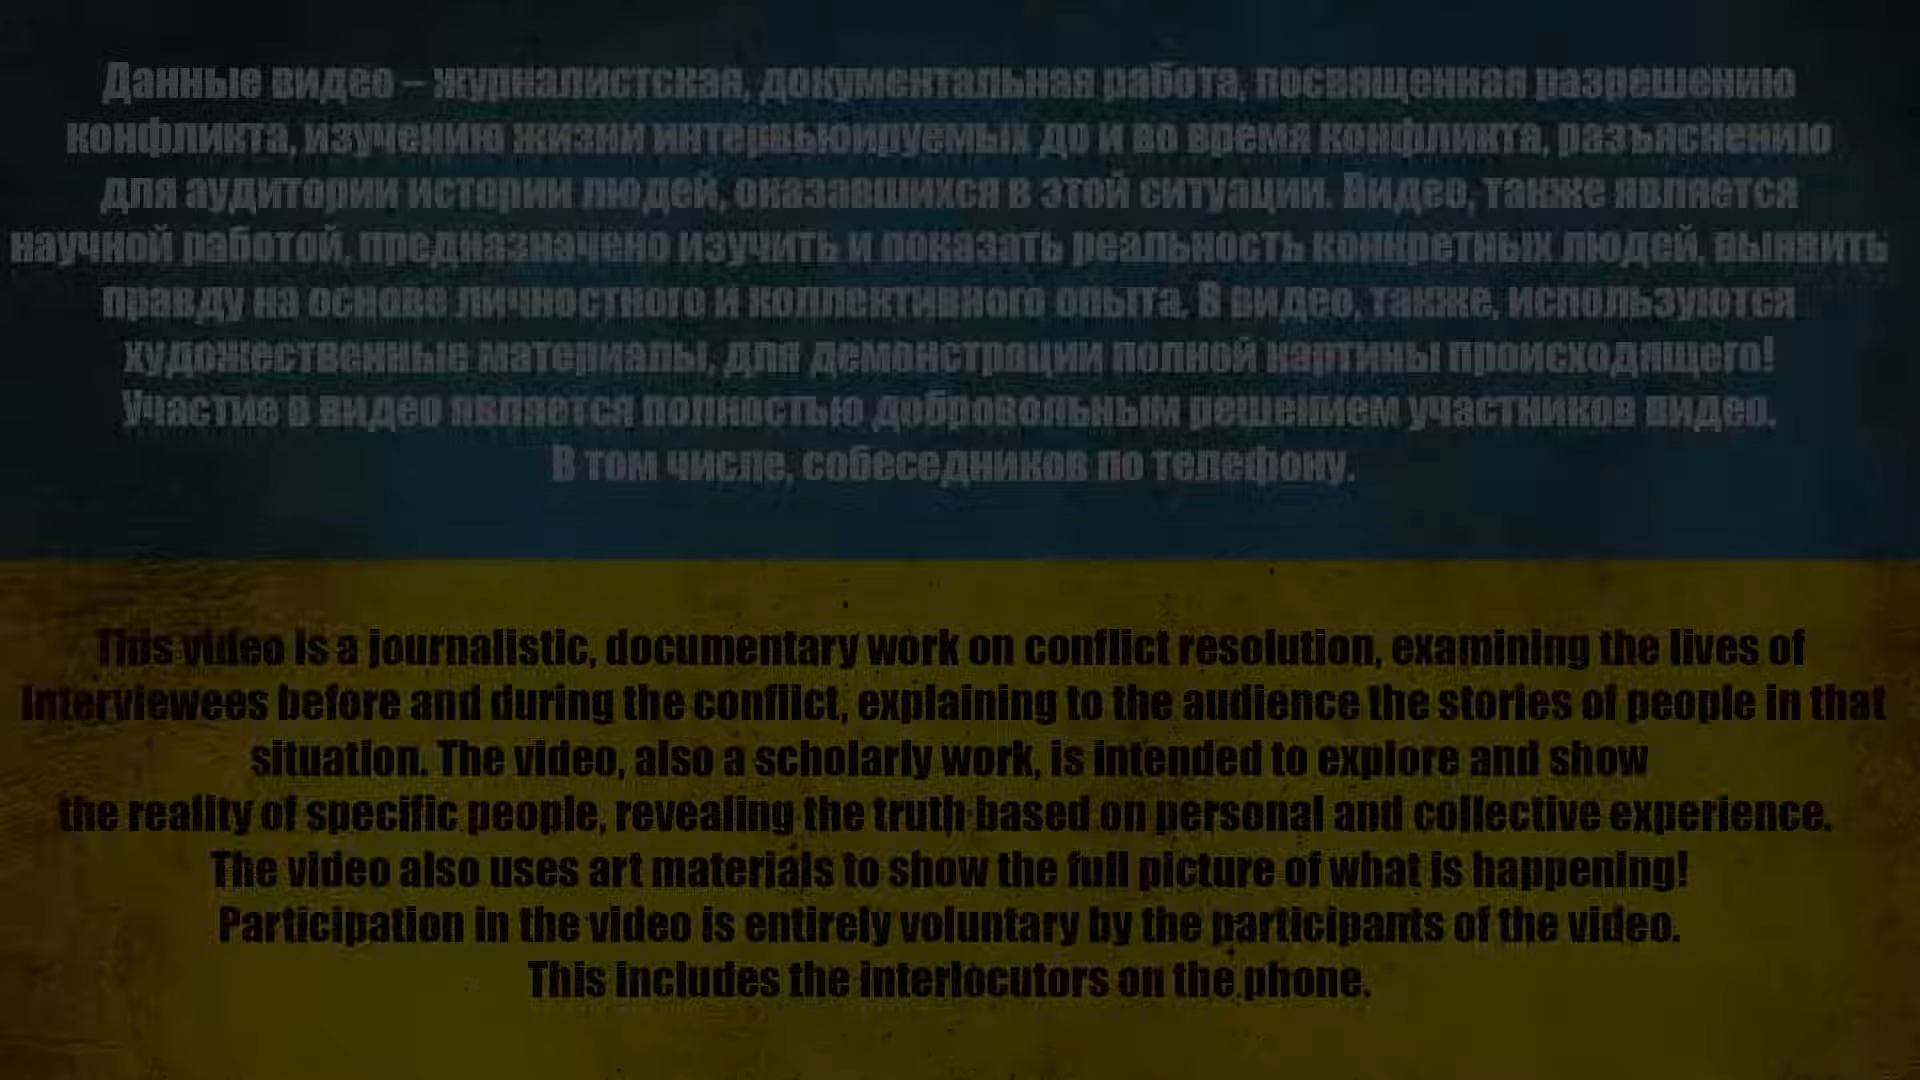 Данные видео – журналистская, документальная работа, посвященная разрешению
конфликта, изучению жизни интервьюируемых до и во время конфликта, разъяснению
для аудитории истории людей, оказавшихся в этой ситуации. Видео, также является
научной работой, предназначено изучить и показать реальность конкретных людей, выявить
правду на основе личностного и коллективного опыта. В видео, также, используются
художественные материалы, для демонстрации полной картины происходящего!
Участие в видео является полностью добровольным решением участников видео.
В том числе, собеседников по телефону.
This video is a journalistic, documentary work on conflict resolution, examining the lives of
interviewees before and during the conflict, explaining to the audience the stories of people in that
situation. The video, also a scholarly work, is intended to explore and show
the reality of specific people, revealing the truth based on personal and collective experience.
The video also uses art materials to show the full picture of what is happening!
Participation in the video is entirely voluntary by the participants of the video.
This includes the interlocutors on the phone.